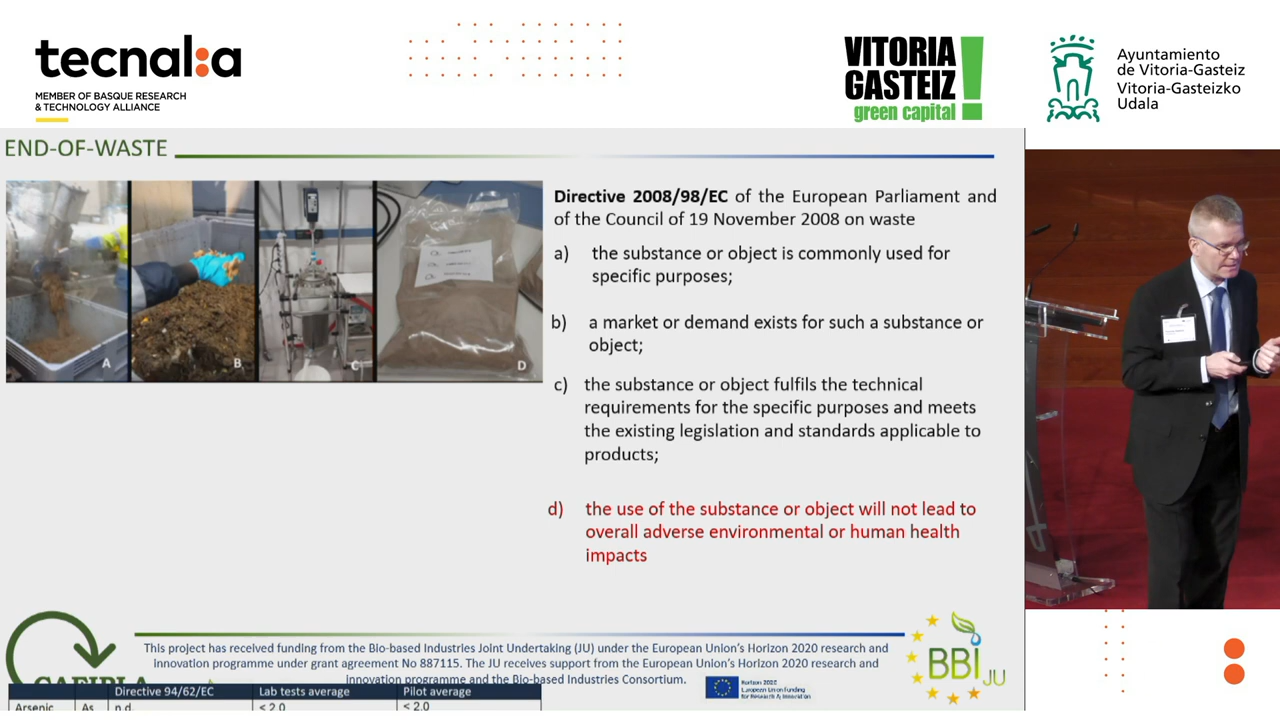 tecnal:a
MEMBER OF BASQUE RESEARCH
& TECHNOLOGY ALLIANCE
VITORIA
GASTEIZ
green capital
Ayuntamiento
de Vitoria-Gasteiz
Vitoria-Gasteizko
Udala
END-OF-WASTE
A
B
C
D
Directive 2008/98/EC of the European Parliament and
of the Council of 19 November 2008 on waste
a) the substance or object is commonly used for
specific purposes;
b) a market or demand exists for such a substance or
object;
c) the substance or object fulfils the technical
requirements for the specific purposes and meets
the existing legislation and standards applicable to
products;
d) the use of the substance or object will not lead to
overall adverse environmental or human health
impacts
This project has received funding from the Bio-based Industries Joint Undertaking (JU) under the European Union's Horizon 2020 research and
innovation programme under grant agreement No 887115. The JU receives support from the European Union's Horizon 2020 research and
innovation programme and the Bio-based Industries Consortium.
Horizon 2020
European Union Funding
for Research & Innovation
BBI JU
Directive 94/62/EC Lab tests average Pilot average
Arsenic As n.d. < 2.0 < 2.0